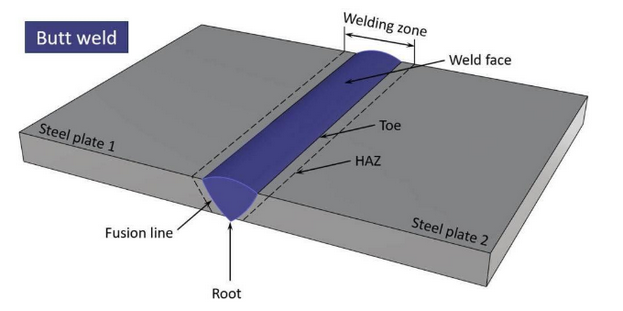 Butt weld
Welding zone
Weld face
Toe
HAZ
Steel plate 1
Steel plate 2
Fusion line
Root